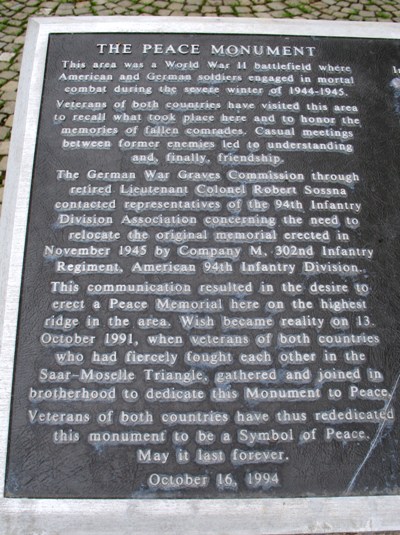 THE PEACE MONUMENT
This area was a World War II battlefield where
American and German soldiers engaged in mortal
combat during the severe winter of 1944-1945.
Veterans of both countries have visited this area
to recall what took place here and to honor the
memories of fallen comrades. Casual meetings
between former enemies led to understanding
and, finally, friendship.
The German War Graves Commission through
retired Lieutenant Colonel Robert Sossna
contacted representatives of the 94th Infantry
Division Association concerning the need to
relocate the original memorial erected in
November 1945 by Company M, 302nd Infantry
Regiment, American 94th Infantry Division.
This communication resulted in the desire to
erect a Peace Memorial here on the highest
ridge in the area. Wish became reality on 13
October 1991, when veterans of both countries
who had fiercely fought each other in the
Saar-Moselle Triangle, gathered and joined in
brotherhood to dedicate this Monument to Peace.
Veterans of both countries have thus rededicated
this monument to be a Symbol of Peace.
May it last forever.
October 16, 1994